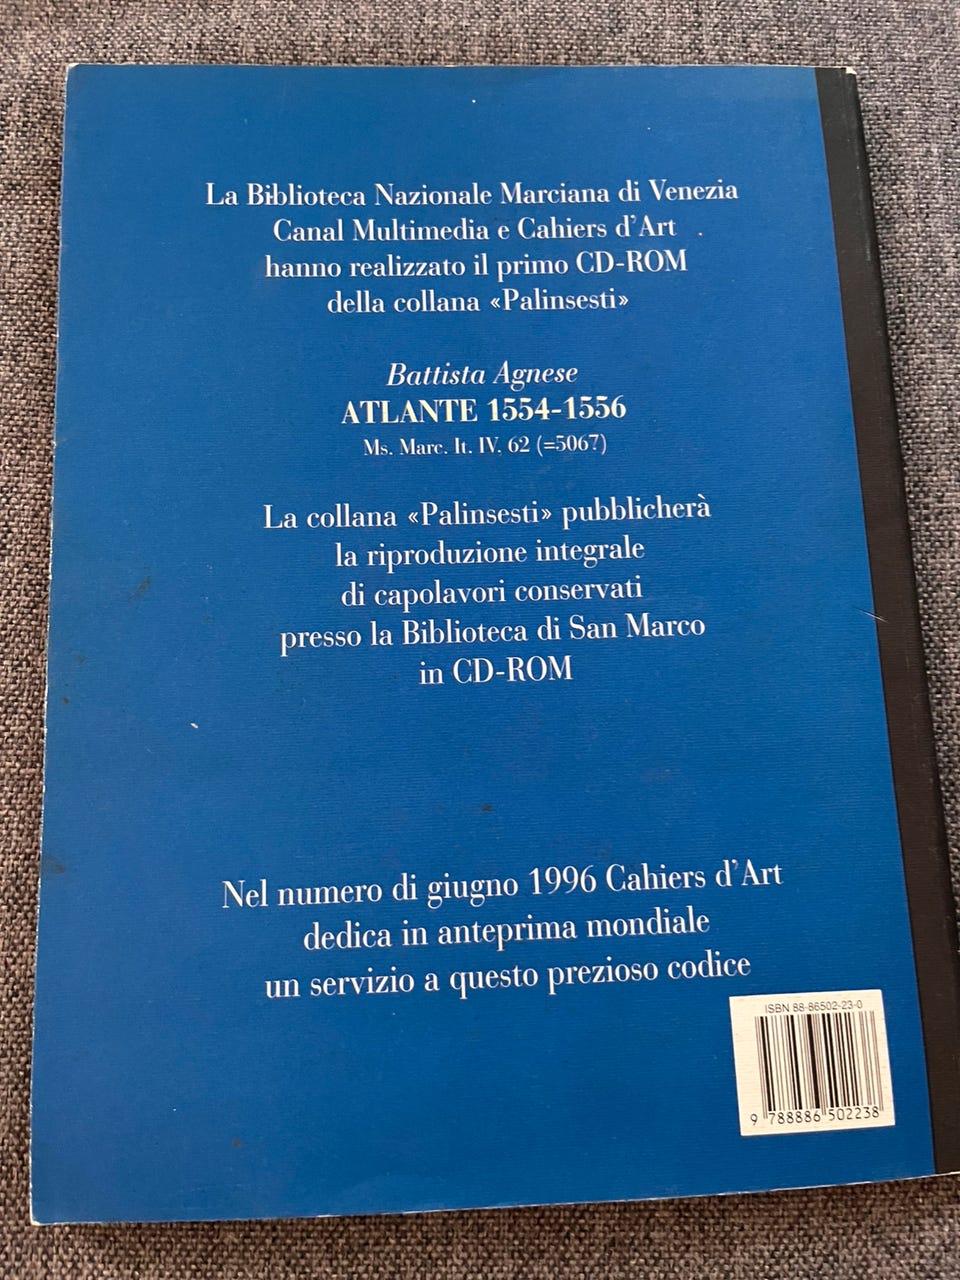 La Biblioteca Nazionale Marciana di Venezia
Canal Multimedia e Cahiers d'Art
hanno realizzato il primo CD-ROM
della collana «Palinsesti»
Battista Agnese
ATLANTE 1554-1556
Ms. Marc. It. IV. 62 (=5067)
La collana «Palinsesti» pubblicherà
la riproduzione integrale
di capolavori conservati
presso la Biblioteca di San Marco
in CD-ROM
Nel numero di giugno 1996 Cahiers d'Art
dedica in anteprima mondiale
un servizio a questo prezioso codice
ISBN 88-86502-23-0
9 788886 502238